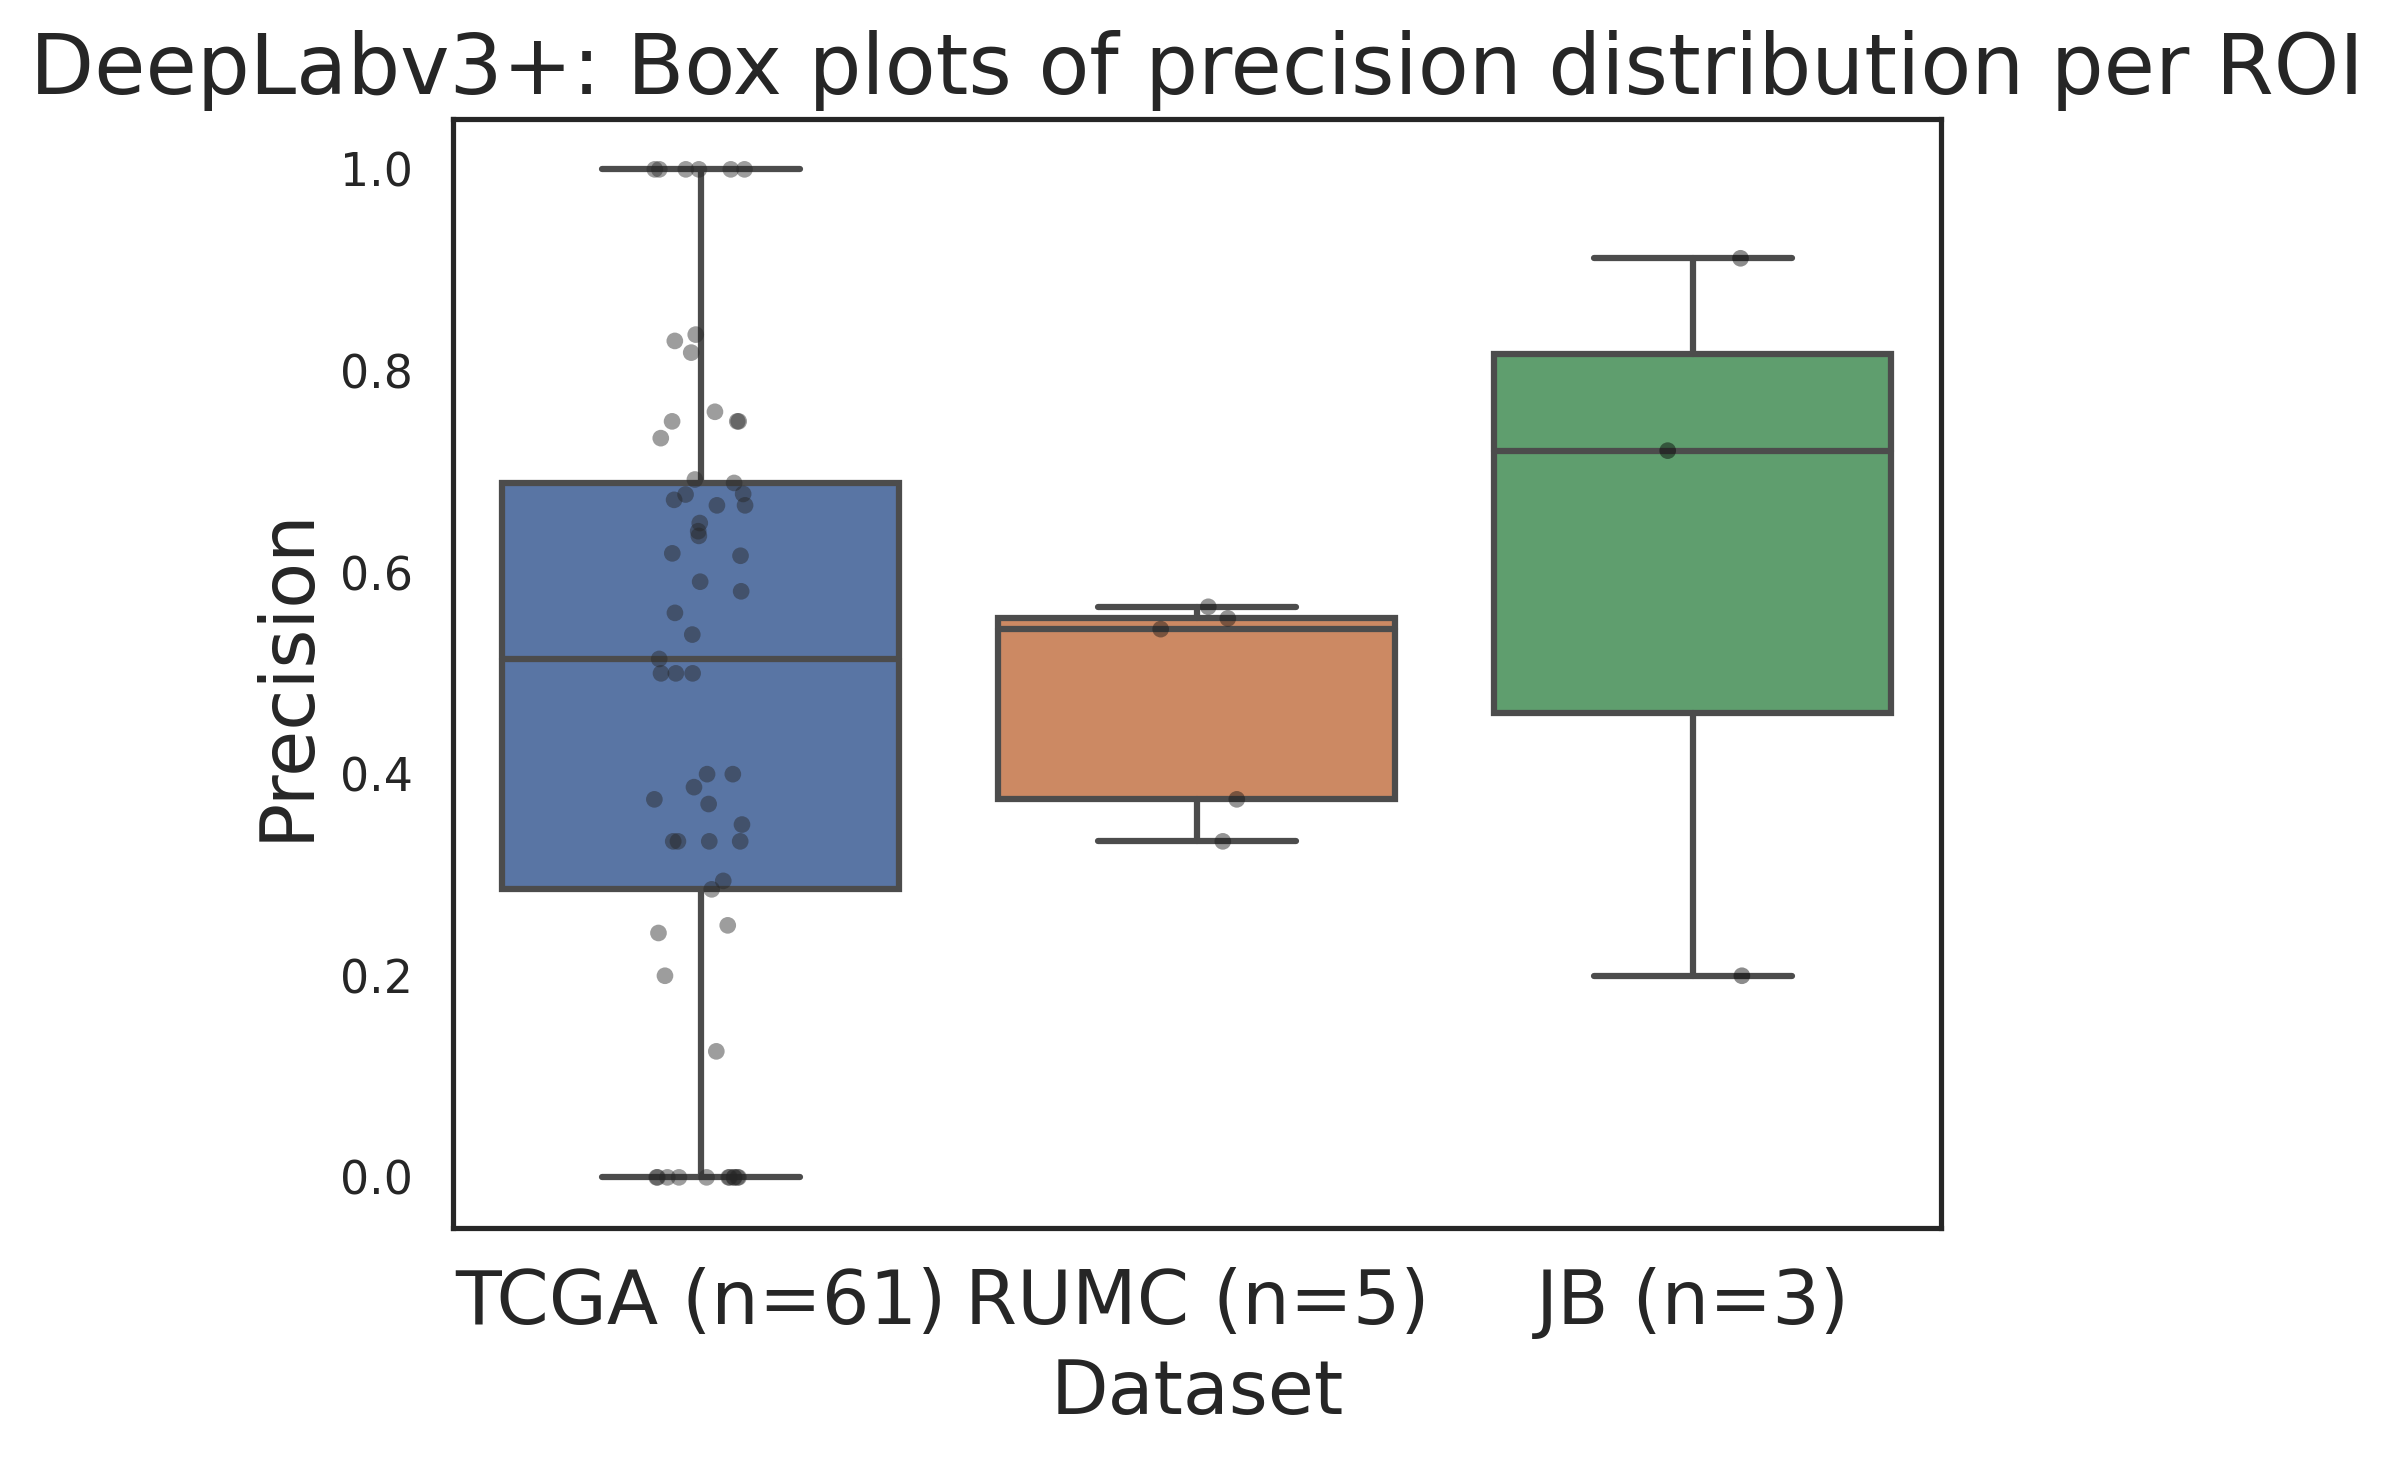 DeepLabv3+: Box plots of precision distribution per ROI
1.0
0.8
0.6
0.4
0.2
0.0
Precision
TCGA (n=61) RUMC (n=5) JB (n=3)
Dataset